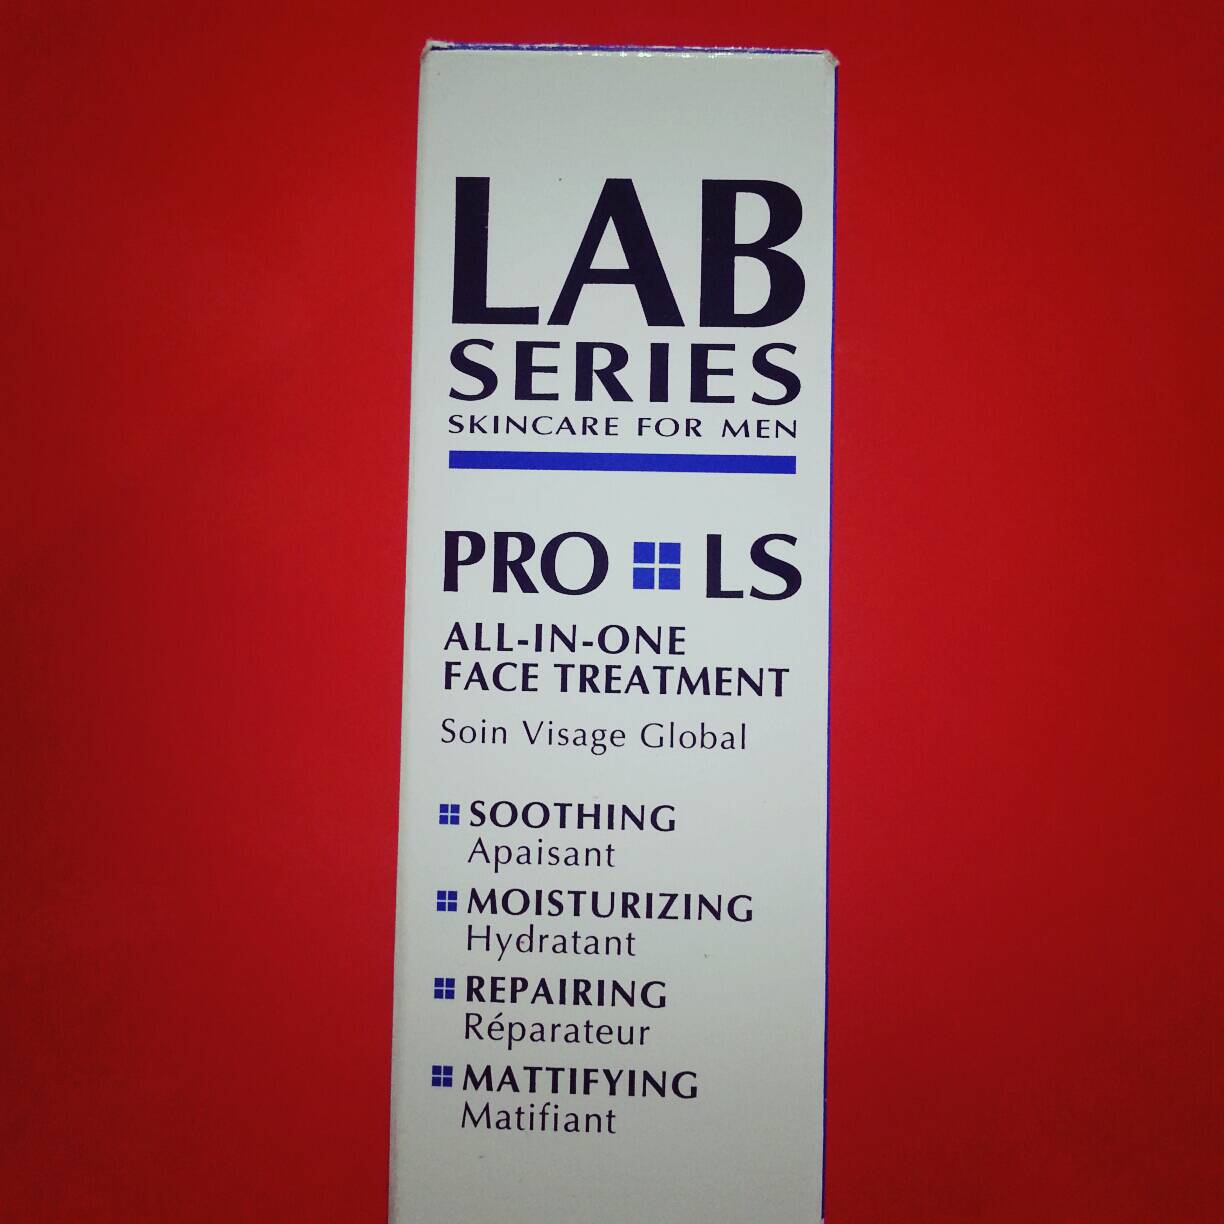 LAB
SERIES
SKINCARE FOR MEN
PRO LS
ALL-IN-ONE
FACE TREATMENT
Soin Visage Global
SOOTHING
Apaisant
MOISTURIZING
Hydratant
REPAIRING
Réparateur
MATTIFYING
Matifiant